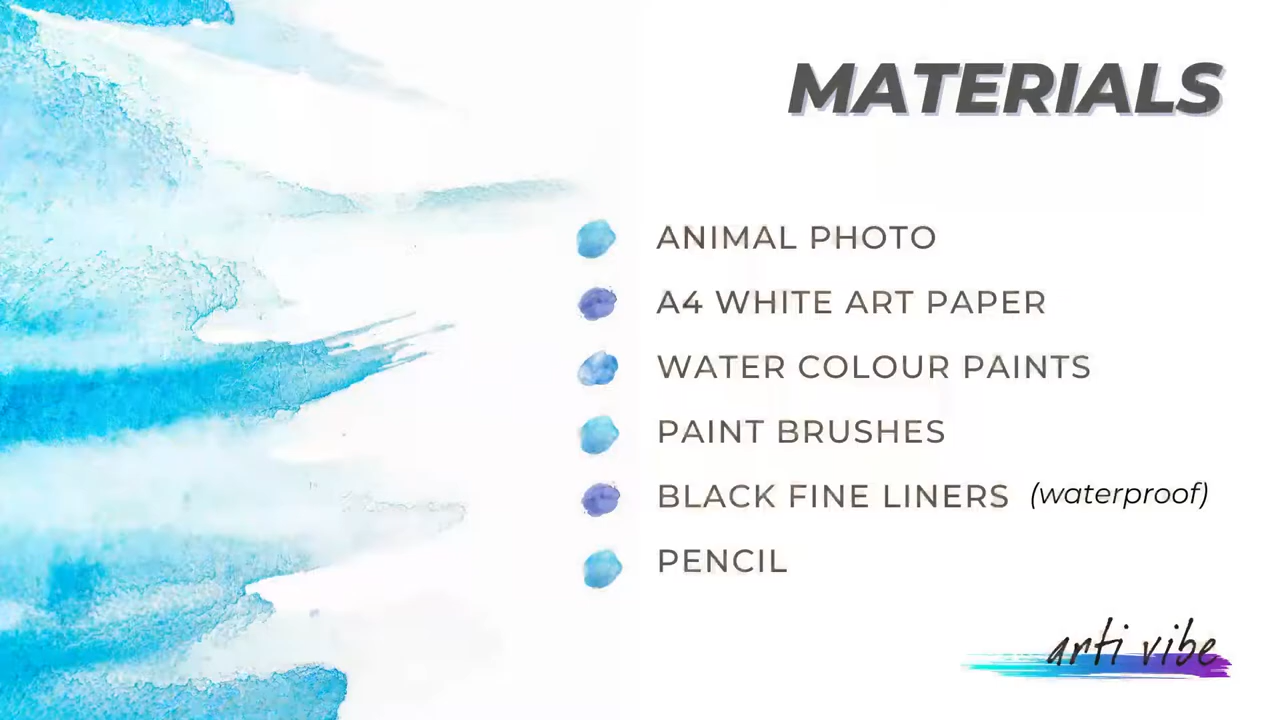 MATERIALS
ANIMAL PHOTO
A4 WHITE ART PAPER
WATER COLOUR PAINTS
PAINT BRUSHES
BLACK FINE LINERS (waterproof)
PENCIL
arti vibe